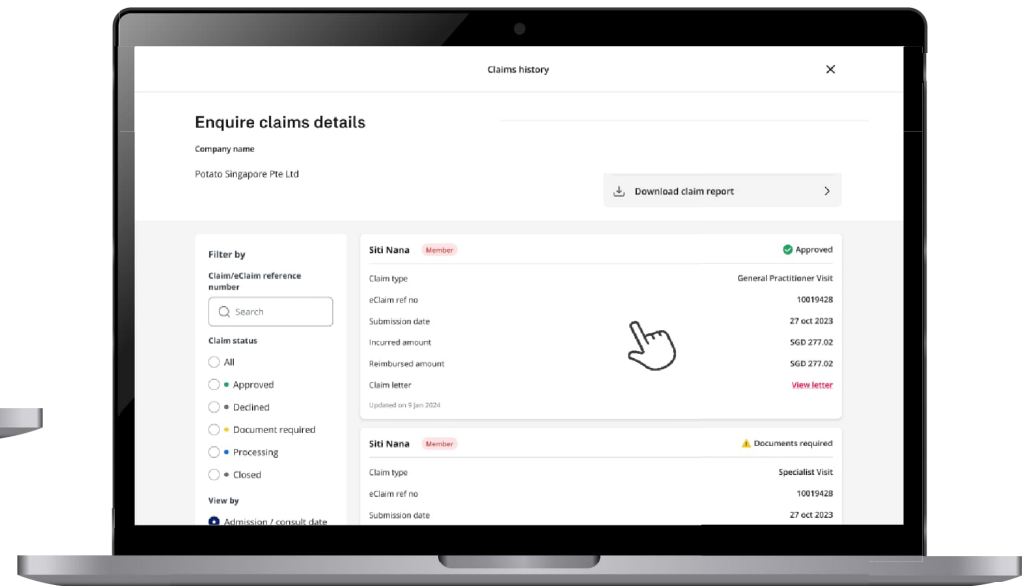 Claims history
Enquire claims details
Company name
Potato Singapore Pte Ltd
Download claim report
Filter by
Claim/eClaim reference
number
Search
Claim status
All
Approved
Declined
Document required
Processing
Closed
View by
Admission / consult date
Siti Nana Member Approved
Claim type General Practitioner Visit
eClaim ref no 10019428
Submission date 27 oct 2023
Incurred amount SGD 277.02
Reimbursed amount SGD 277.02
Claim letter View letter
Updated on 9 Jan 2024
Siti Nana Member Documents required
Claim type Specialist Visit
eClaim ref no 10019428
Submission date 27 oct 2023